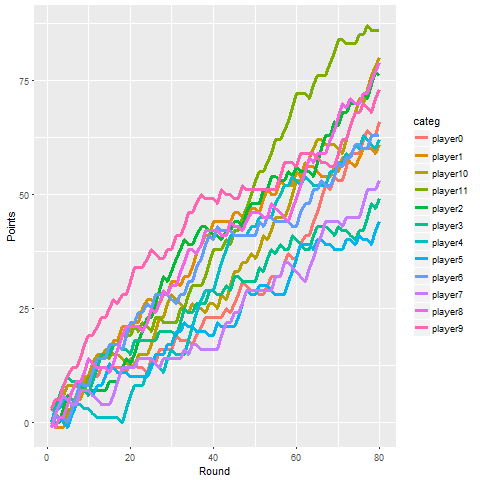 75
50
25
0
Points
0
20
40
60
80
Round
categ
player0
player1
player10
player11
player2
player3
player4
player5
player6
player7
player8
player9